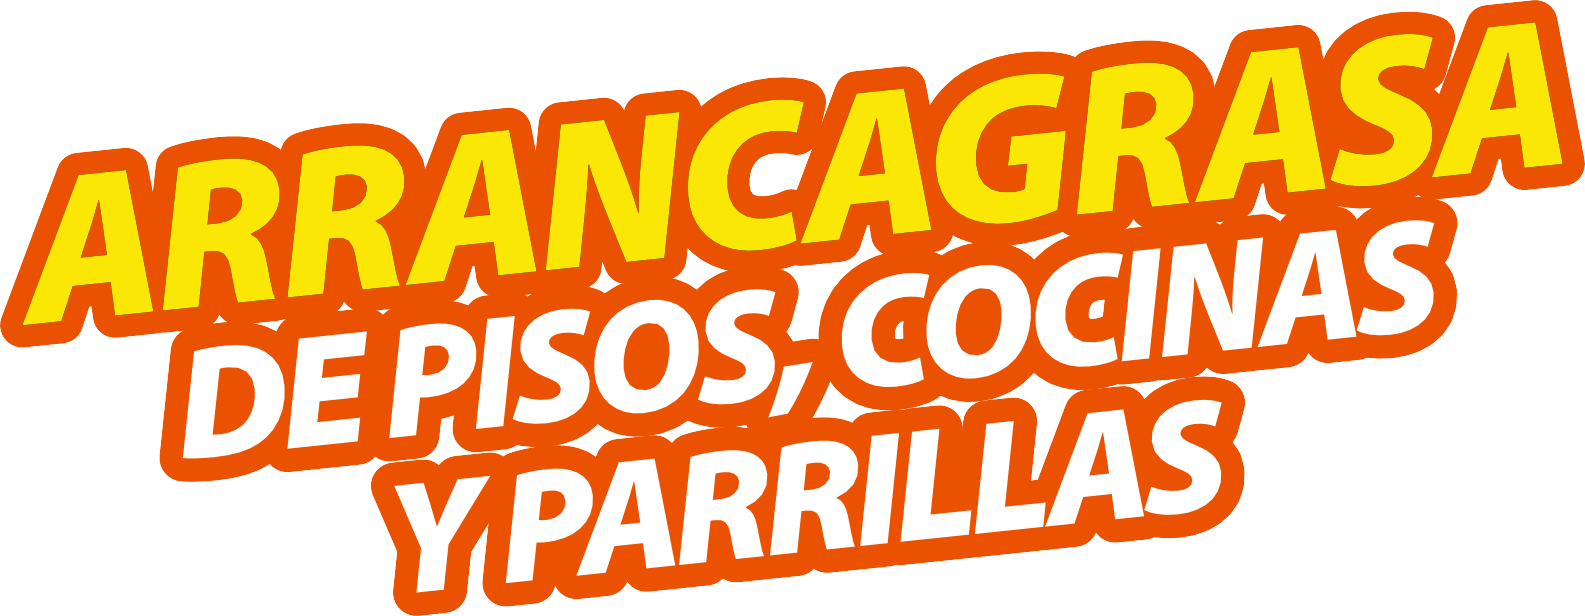 ARRANCAGRASA
DE PISOS, COCINAS
Y PARRILLAS